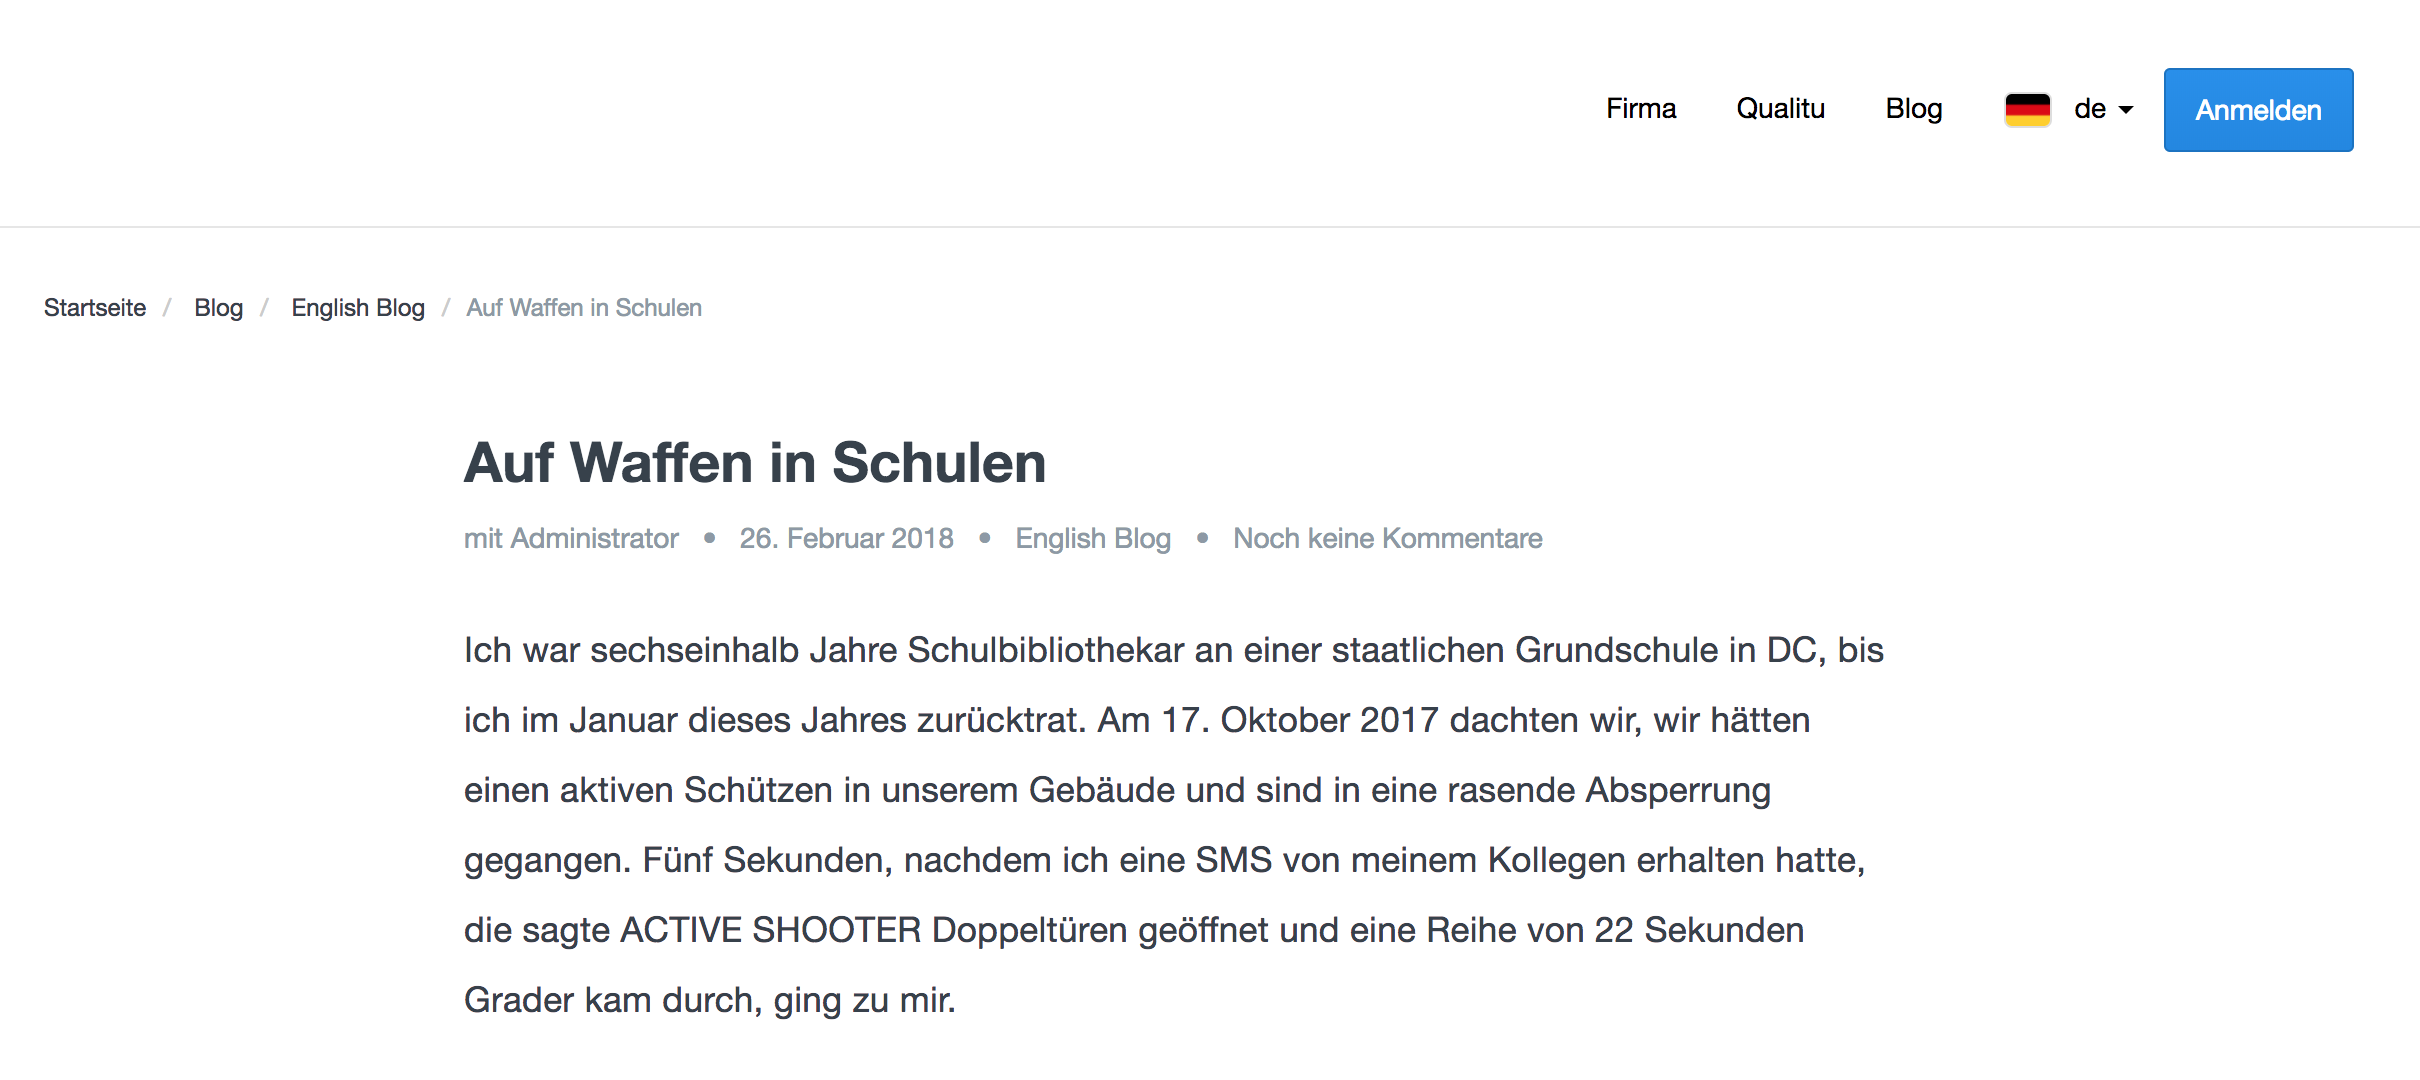 Firma Qualitu Blog de Anmelden
Startseite / Blog / English Blog / Auf Waffen in Schulen
Auf Waffen in Schulen
mit Administrator • 26. Februar 2018 • English Blog • Noch keine Kommentare
Ich war sechseinhalb Jahre Schulbibliothekar an einer staatlichen Grundschule in DC, bis
ich im Januar dieses Jahres zurücktrat. Am 17. Oktober 2017 dachten wir, wir hätten
einen aktiven Schützen in unserem Gebäude und sind in eine rasende Absperrung
gegangen. Fünf Sekunden, nachdem ich eine SMS von meinem Kollegen erhalten hatte,
die sagte ACTIVE SHOOTER Doppeltüren geöffnet und eine Reihe von 22 Sekunden
Grader kam durch, ging zu mir.